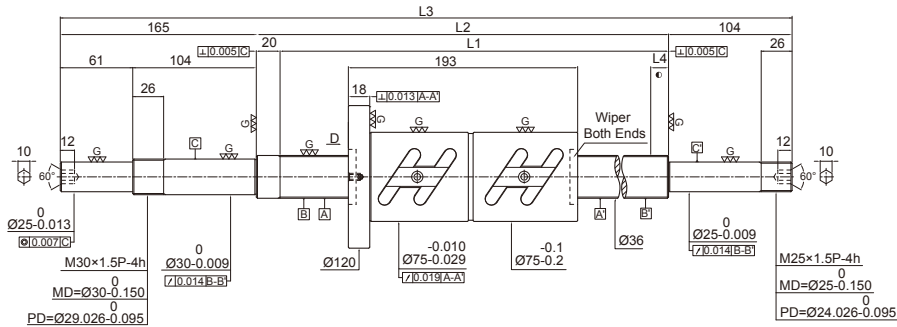 L3
165
L2
104
⊥ 0.005 C
20
L1
⊥ 0.005 C
26
61
104
193
L4
26
18
⊥ 0.013 A-A'
G
G
G
D
Wiper
Both Ends
G
G
G
G
G
G
G
12
C
C'
12
10
10
60°
60°
B
A
A'
B'
0
Ø25-0.013
◎ 0.007 C
0
Ø30-0.009
↗ 0.014 B-B'
Ø120
-0.010
Ø75-0.029
↗ 0.019 A-A'
-0.1
Ø75-0.2
Ø36
0
Ø25-0.009
↗ 0.014 B-B'
M30×1.5P-4h
0
MD=Ø30-0.150
0
PD=Ø29.026-0.095
M25×1.5P-4h
0
MD=Ø25-0.150
0
PD=Ø24.026-0.095